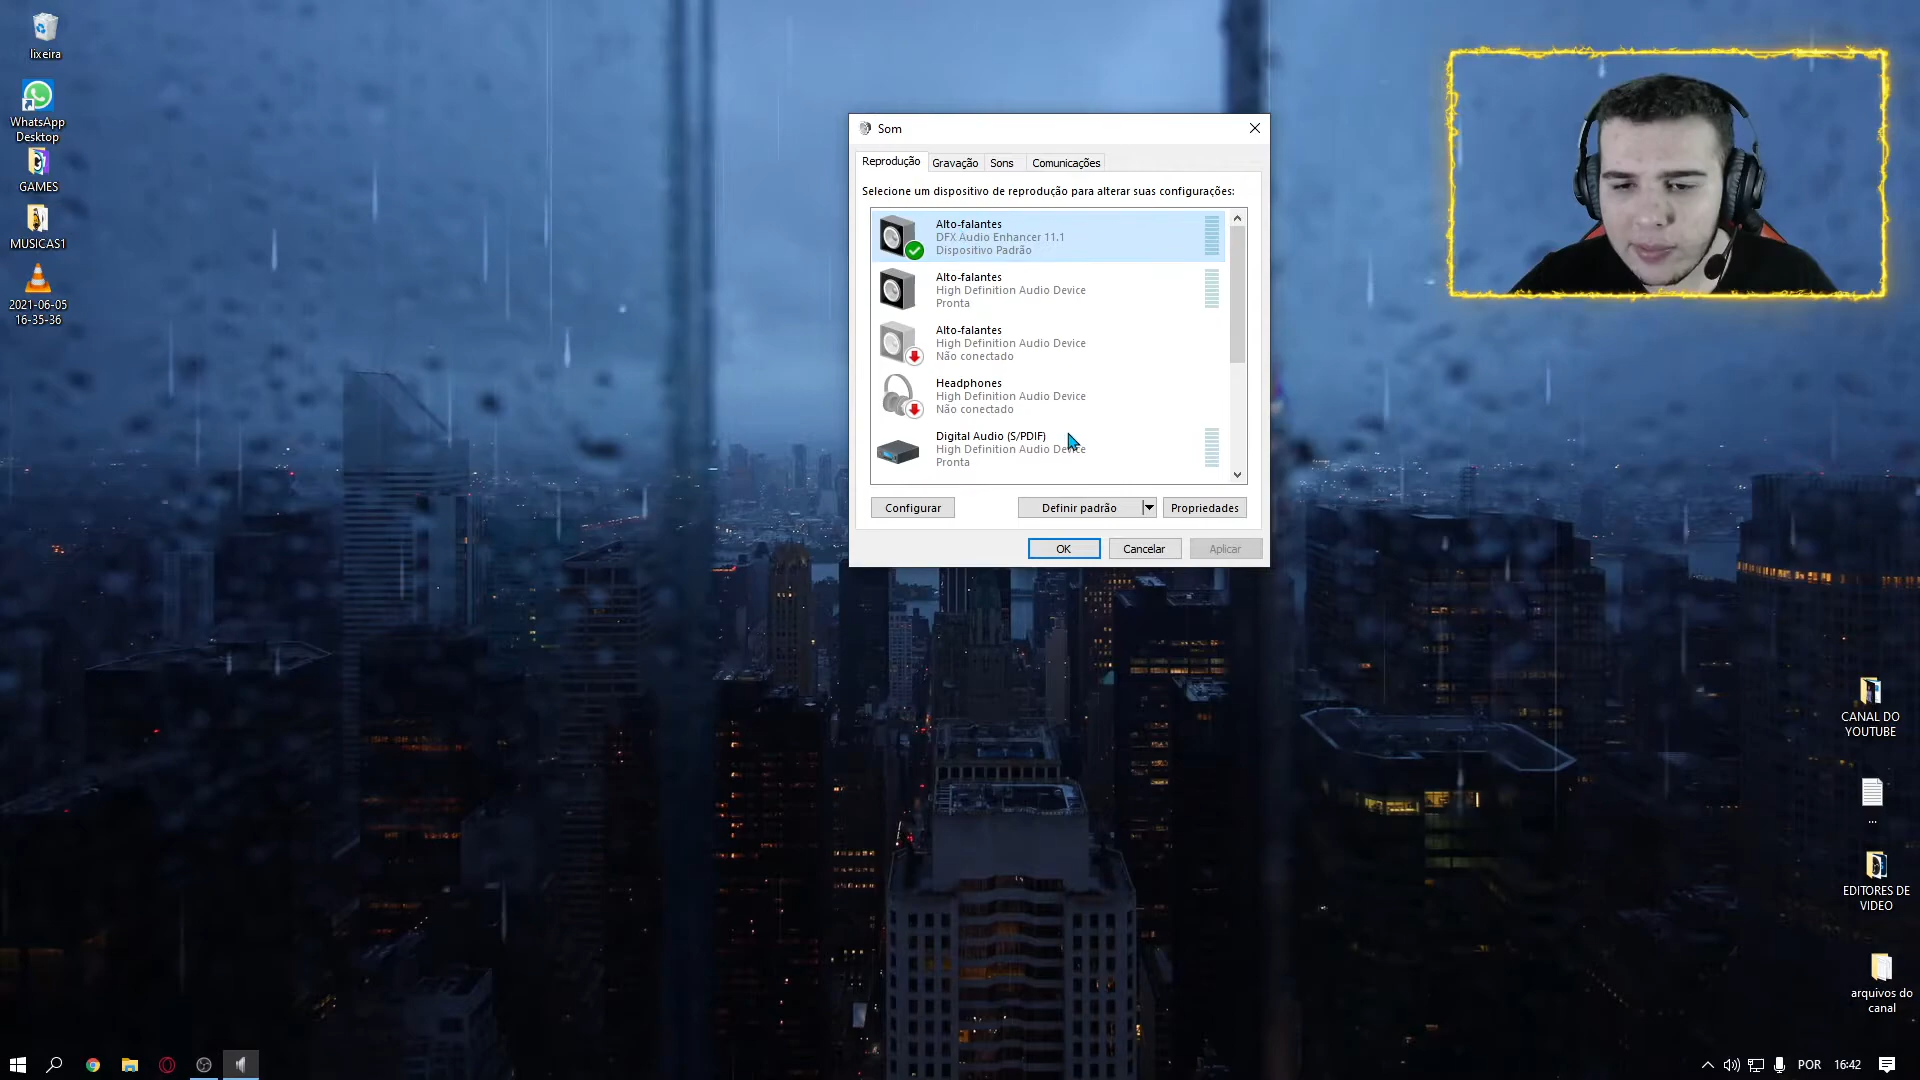 lixeira
WhatsApp
Desktop
GAMES
MUSICAS1
2021-06-05
16-35-36
Som
Reprodução
Gravação
Sons
Comunicações
Selecione um dispositivo de reprodução para alterar suas configurações:
Alto-falantes
DFX Audio Enhancer 11.1
Dispositivo Padrão
Alto-falantes
High Definition Audio Device
Pronta
Alto-falantes
High Definition Audio Device
Não conectado
Headphones
High Definition Audio Device
Não conectado
Digital Audio (S/PDIF)
High Definition Audio Device
Pronta
Configurar
Definir padrão
Propriedades
OK
Cancelar
Aplicar
CANAL DO
YOUTUBE
...
EDITORES DE
VIDEO
arquivos do
canal
POR
16:42